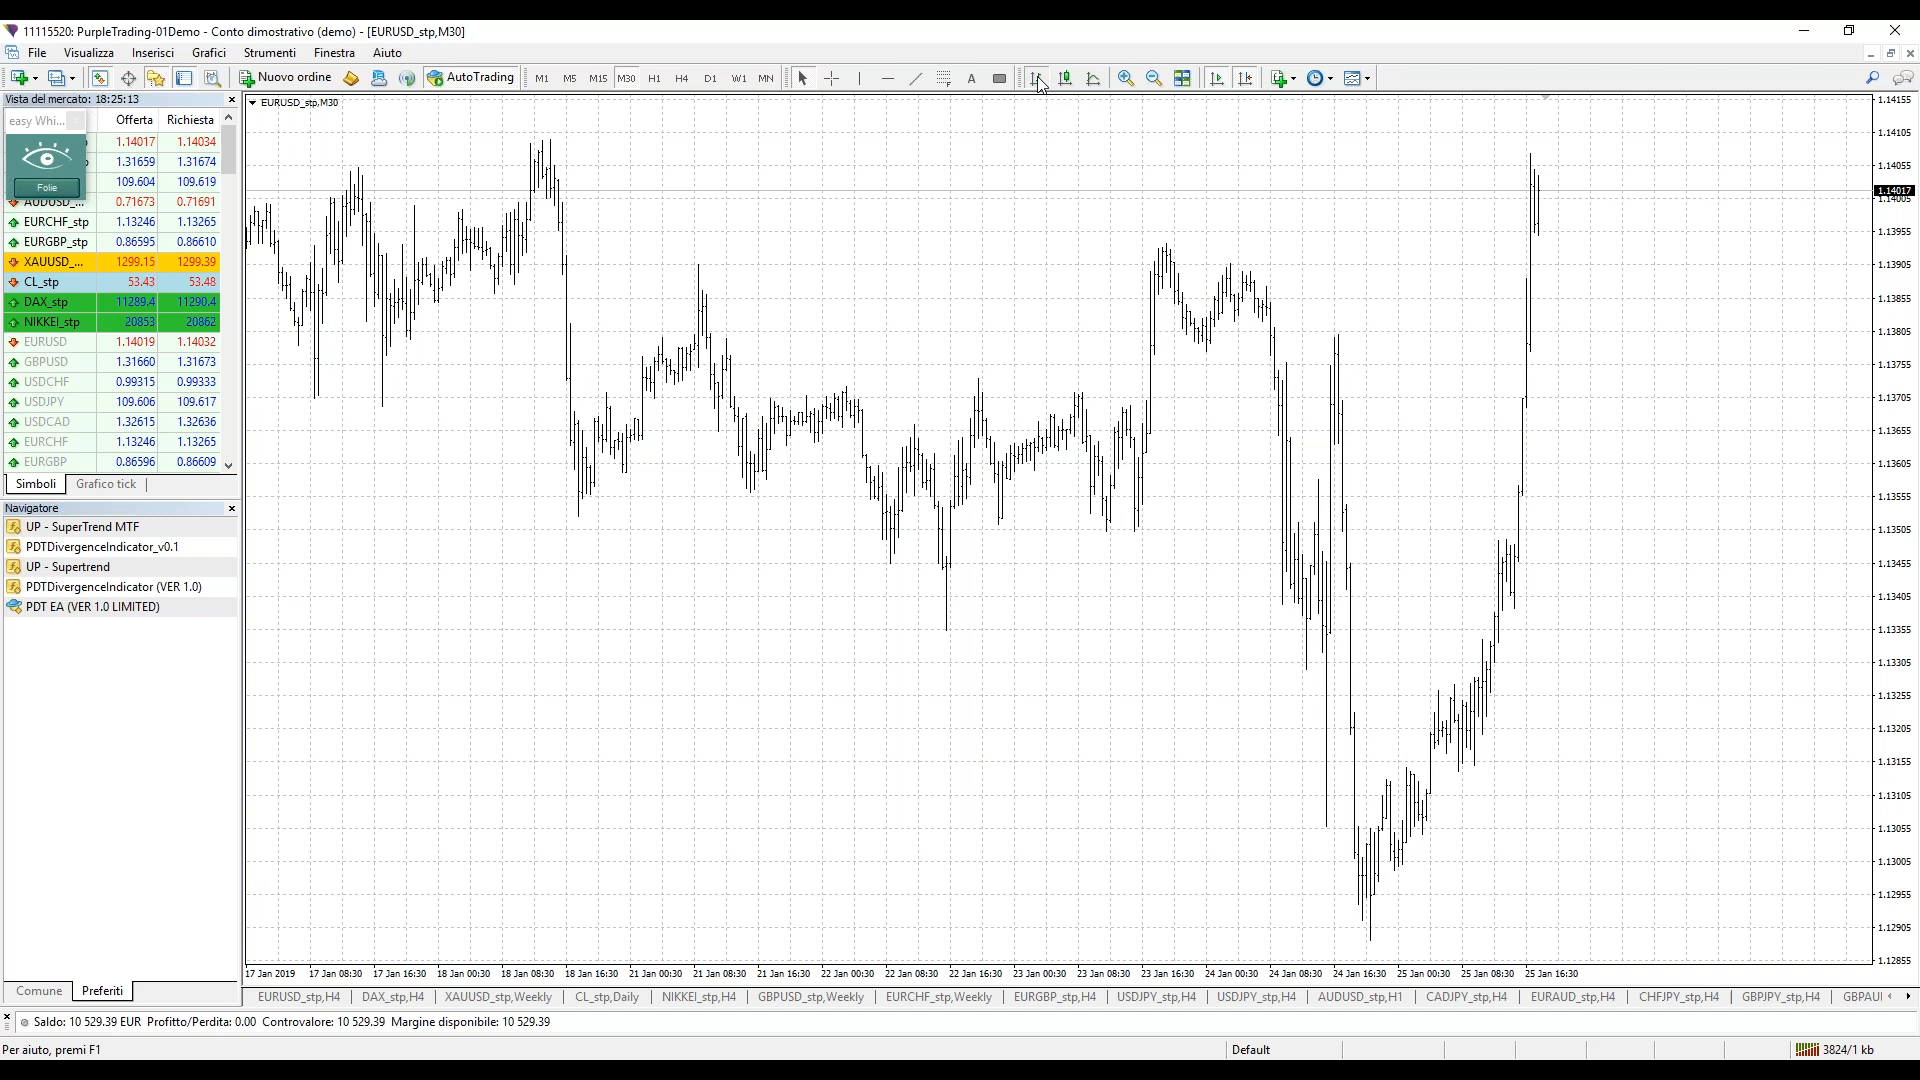 11115520: PurpleTrading-01Demo - Conto dimostrativo (demo) - [EURUSD_stp,M30]
File Visualizza Inserisci Grafici Strumenti Finestra Aiuto
Nuovo ordine AutoTrading M1 M5 M15 M30 H1 H4 D1 W1 MN A
Vista del mercato: 18:25:13
easy Whi... Offerta Richiesta
1.14017 1.14034
1.31659 1.31674
109.604 109.619
Folie
AUDUSD_... 0.71673 0.71691
EURCHF_stp 1.13246 1.13265
EURGBP_stp 0.86595 0.86610
XAUUSD_... 1299.15 1299.39
CL_stp 53.43 53.48
DAX_stp 11289.4 11290.4
NIKKEI_stp 20853 20862
EURUSD 1.14019 1.14032
GBPUSD 1.31660 1.31673
USDCHF 0.99315 0.99333
USDJPY 109.606 109.617
USDCAD 1.32615 1.32636
EURCHF 1.13246 1.13265
EURGBP 0.86596 0.86609
Simboli Grafico tick
Navigatore
UP - SuperTrend MTF
PDTDivergenceIndicator_v0.1
UP - Supertrend
PDTDivergenceIndicator (VER 1.0)
PDT EA (VER 1.0 LIMITED)
Comune Preferiti
EURUSD_stp,M30
1.14155
1.14105
1.14055
1.14017
1.14005
1.13955
1.13905
1.13855
1.13805
1.13755
1.13705
1.13655
1.13605
1.13555
1.13505
1.13455
1.13405
1.13355
1.13305
1.13255
1.13205
1.13155
1.13105
1.13055
1.13005
1.12955
1.12905
1.12855
17 Jan 2019 17 Jan 08:30 17 Jan 16:30 18 Jan 00:30 18 Jan 08:30 18 Jan 16:30 21 Jan 00:30 21 Jan 08:30 21 Jan 16:30 22 Jan 00:30 22 Jan 08:30 22 Jan 16:30 23 Jan 00:30 23 Jan 08:30 23 Jan 16:30 24 Jan 00:30 24 Jan 08:30 24 Jan 16:30 25 Jan 00:30 25 Jan 08:30 25 Jan 16:30
EURUSD_stp,H4 DAX_stp,H4 XAUUSD_stp,Weekly CL_stp,Daily NIKKEI_stp,H4 GBPUSD_stp,Weekly EURCHF_stp,Weekly EURGBP_stp,H4 USDJPY_stp,H4 USDJPY_stp,H4 AUDUSD_stp,H1 CADJPY_stp,H4 EURAUD_stp,H4 CHFJPY_stp,H4 GBPJPY_stp,H4 GBPAU
Saldo: 10 529.39 EUR Profitto/Perdita: 0.00 Controvalore: 10 529.39 Margine disponibile: 10 529.39
Per aiuto, premi F1 Default 3824/1 kb